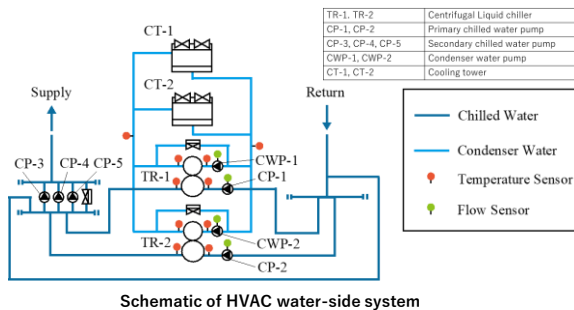 CT-1
CT-2
TR-1, TR-2 Centrifugal Liquid chiller
CP-1, CP-2 Primary chilled water pump
CP-3, CP-4, CP-5 Secondary chilled water pump
CWP-1, CWP-2 Condenser water pump
CT-1, CT-2 Cooling tower
Supply
Return
CP-3 CP-4 CP-5
TR-1
CWP-1
CP-1
TR-2
CWP-2
CP-2
Chilled Water
Condenser Water
Temperature Sensor
Flow Sensor
Schematic of HVAC water-side system